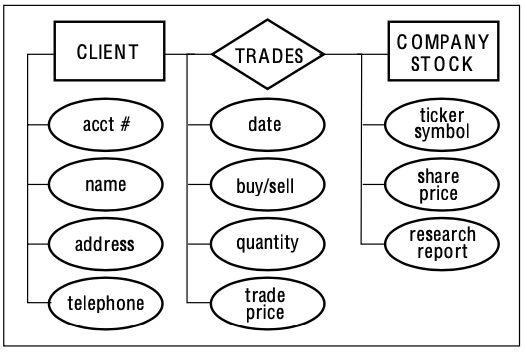 CLIENT
TRADES
COMPANY
STOCK
acct #
date
ticker
symbol
name
buy/sell
share
price
address
quantity
research
report
telephone
trade
price